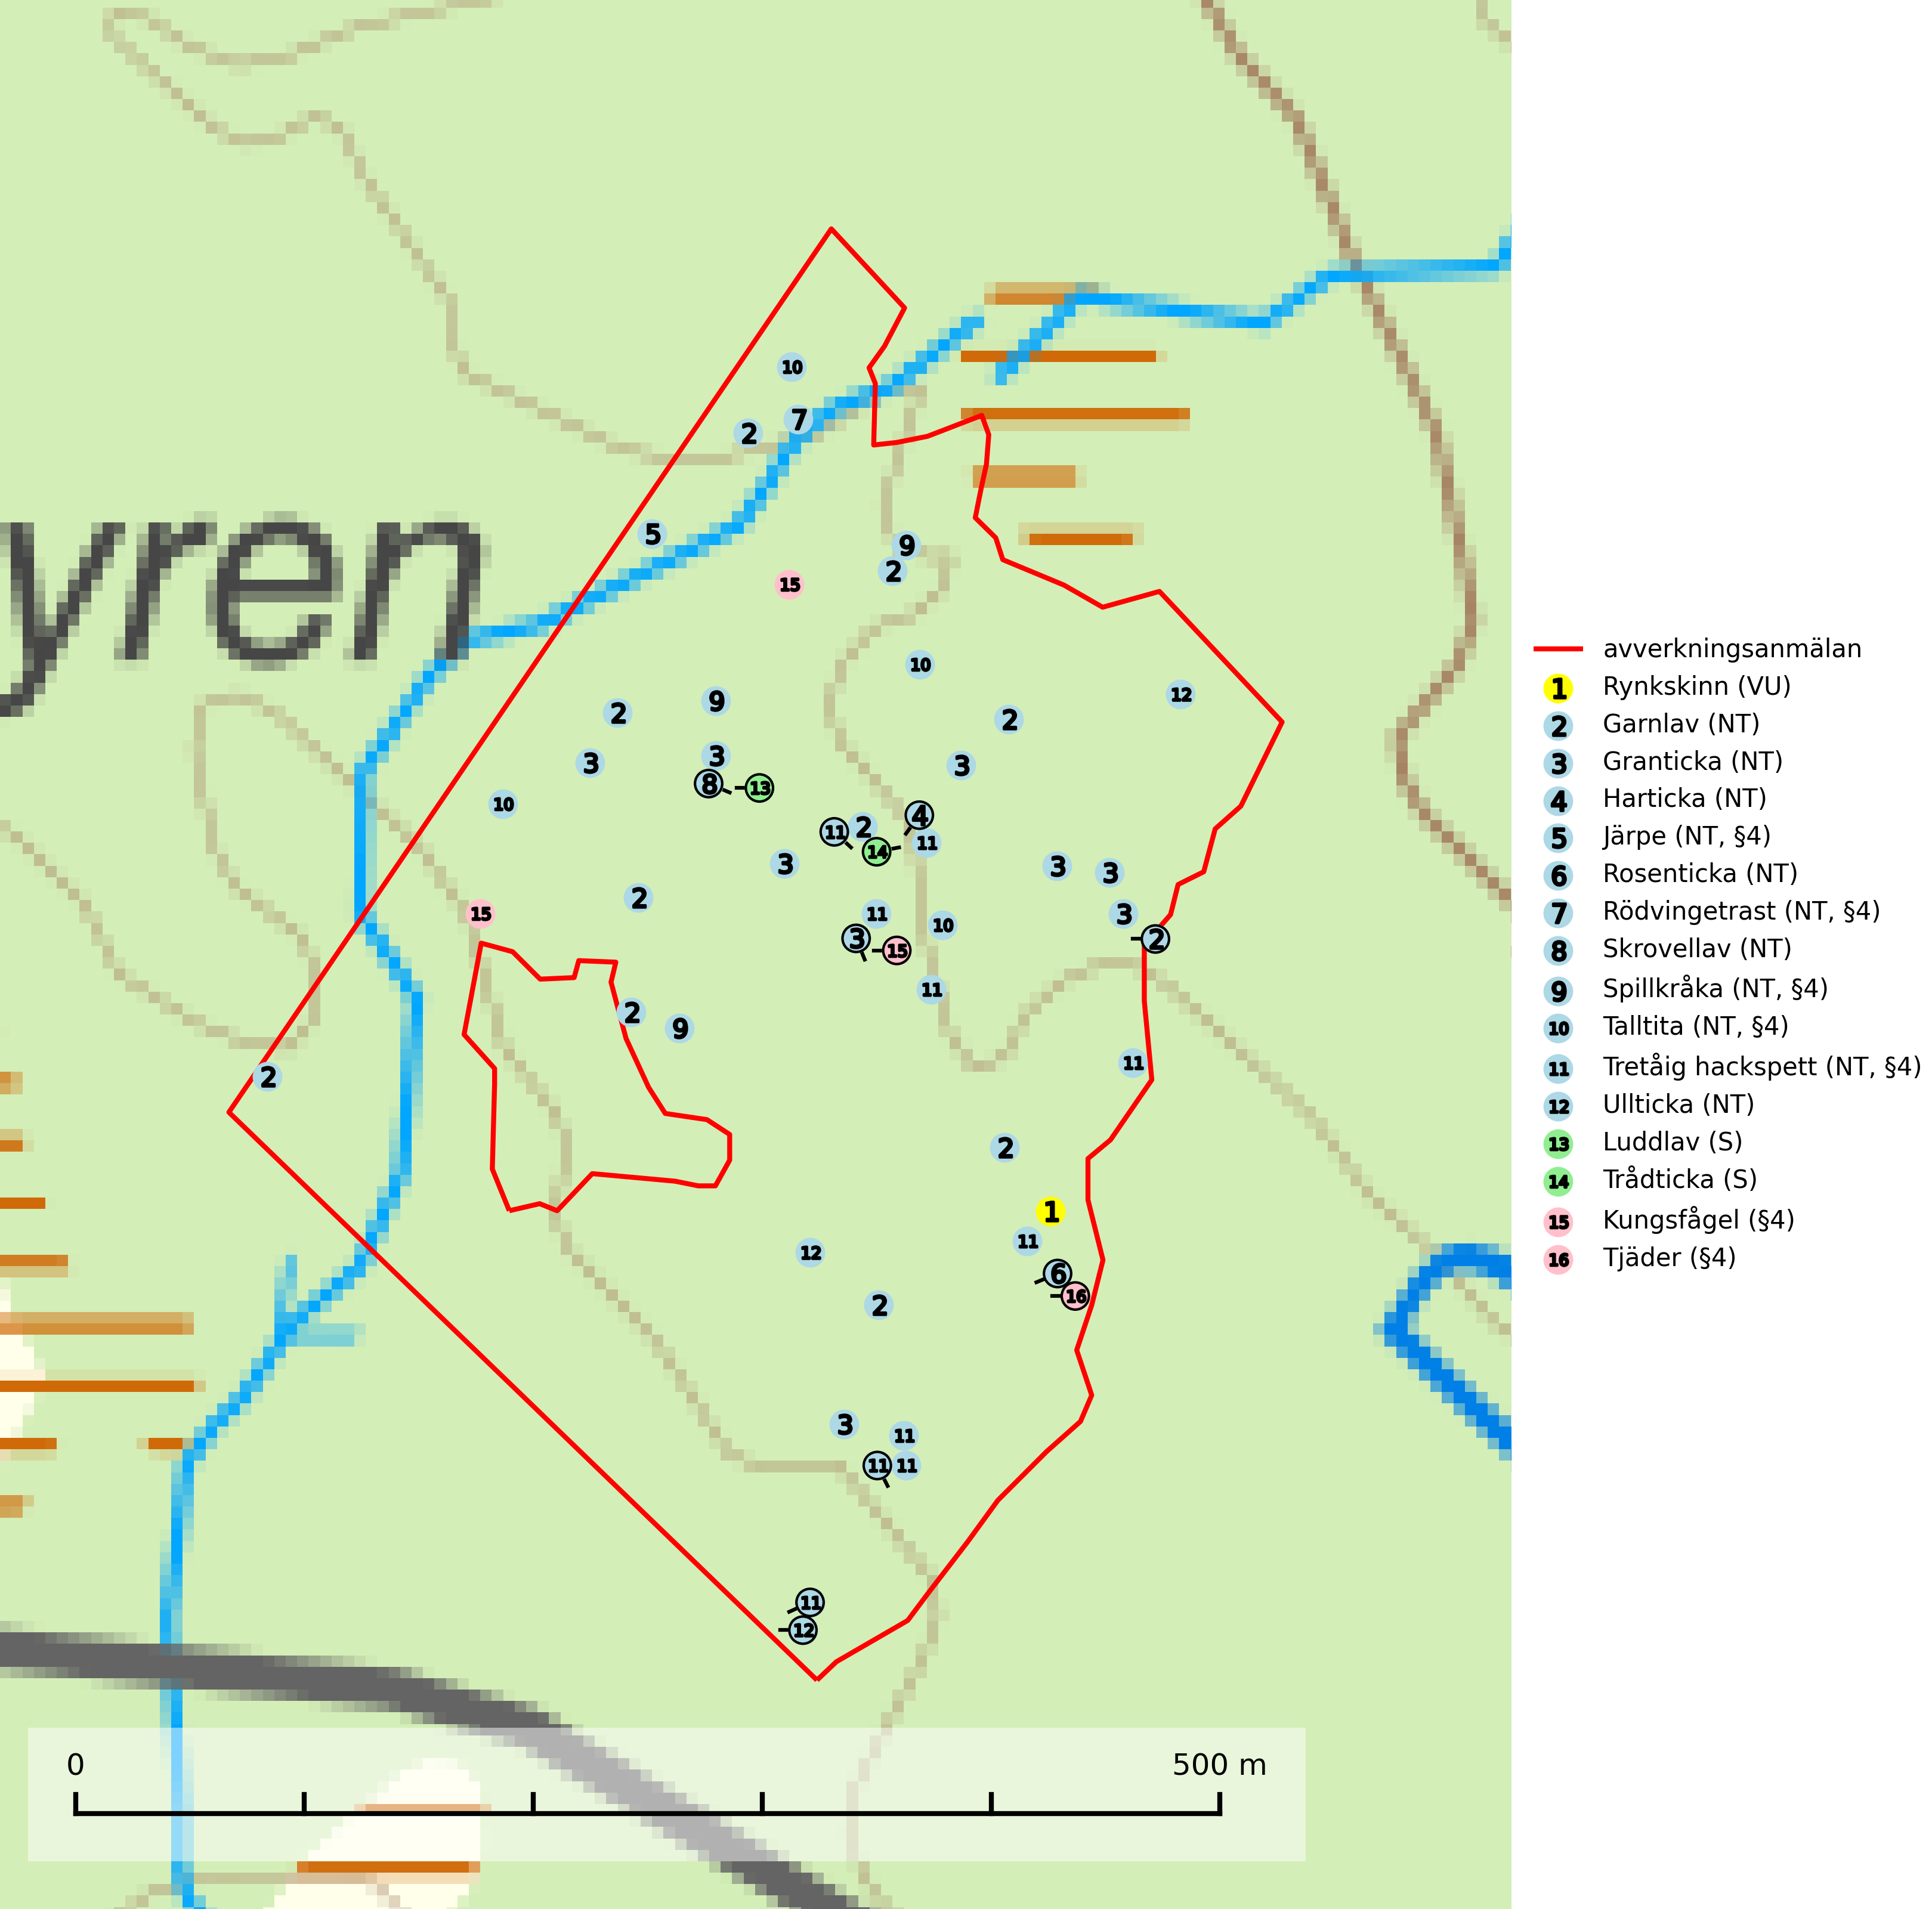 10
7
2
yren
5
9
2
15
10
12
9
2
2
3
3
3
8
13
10
4
11
2
11
14
3
3
3
2
15
11
3
10
3
2
15
11
2
9
11
2
2
1
11
12
6
16
2
3
11
11
11
11
12
0
500 m
avverkningsanmälan
1 Rynkskinn (VU)
2 Garnlav (NT)
3 Granticka (NT)
4 Harticka (NT)
5 Järpe (NT, §4)
6 Rosenticka (NT)
7 Rödvingetrast (NT, §4)
8 Skrovellav (NT)
9 Spillkråka (NT, §4)
10 Talltita (NT, §4)
11 Tretåig hackspett (NT, §4)
12 Ullticka (NT)
13 Luddlav (S)
14 Trådticka (S)
15 Kungsfågel (§4)
16 Tjäder (§4)